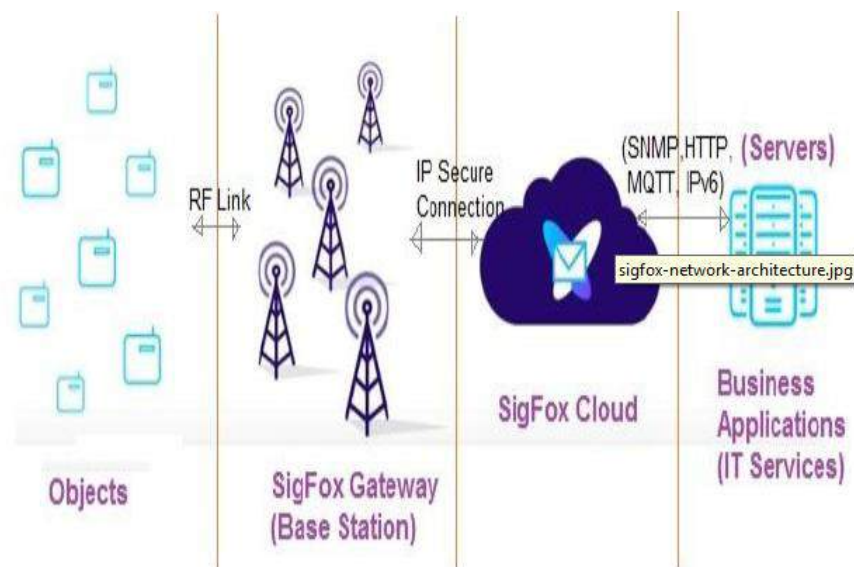 RF Link
IP Secure
Connection
(SNMP,HTTP,
MQTT, IPv6)
(Servers)
sigfox-network-architecture.jpg
Objects
SigFox Gateway
(Base Station)
SigFox Cloud
Business
Applications
(IT Services)